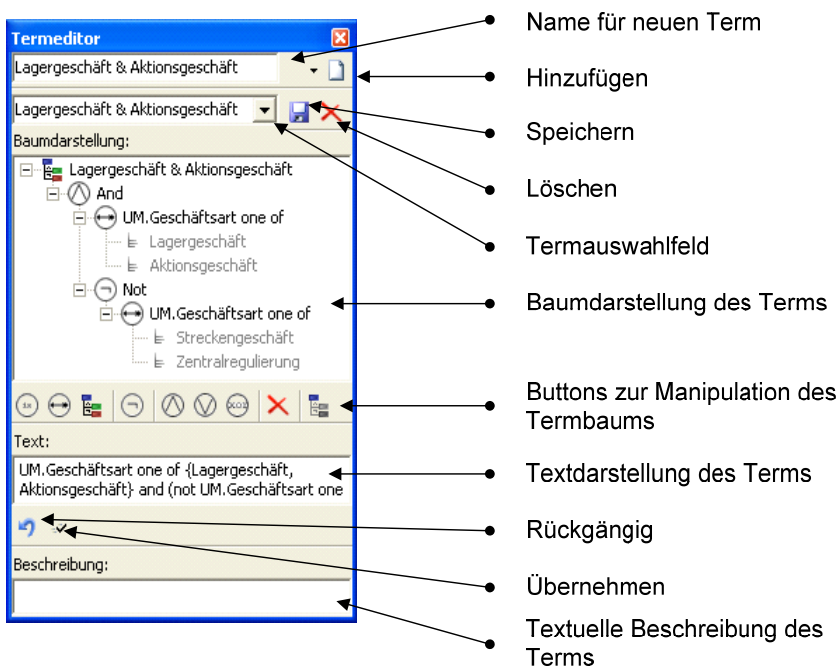 Termeditor
Lagergeschäft & Aktionsgeschäft
Lagergeschäft & Aktionsgeschäft
Baumdarstellung:
Lagergeschäft & Aktionsgeschäft
And
UM.Geschäftsart one of
Lagergeschäft
Aktionsgeschäft
Not
UM.Geschäftsart one of
Streckengeschäft
Zentralregulierung
Text:
UM.Geschäftsart one of {Lagergeschäft,
Aktionsgeschäft} and (not UM.Geschäftsart one
Beschreibung:
Name für neuen Term
Hinzufügen
Speichern
Löschen
Termauswahlfeld
Baumdarstellung des Terms
Buttons zur Manipulation des
Termbaums
Textdarstellung des Terms
Rückgängig
Übernehmen
Textuelle Beschreibung des
Terms